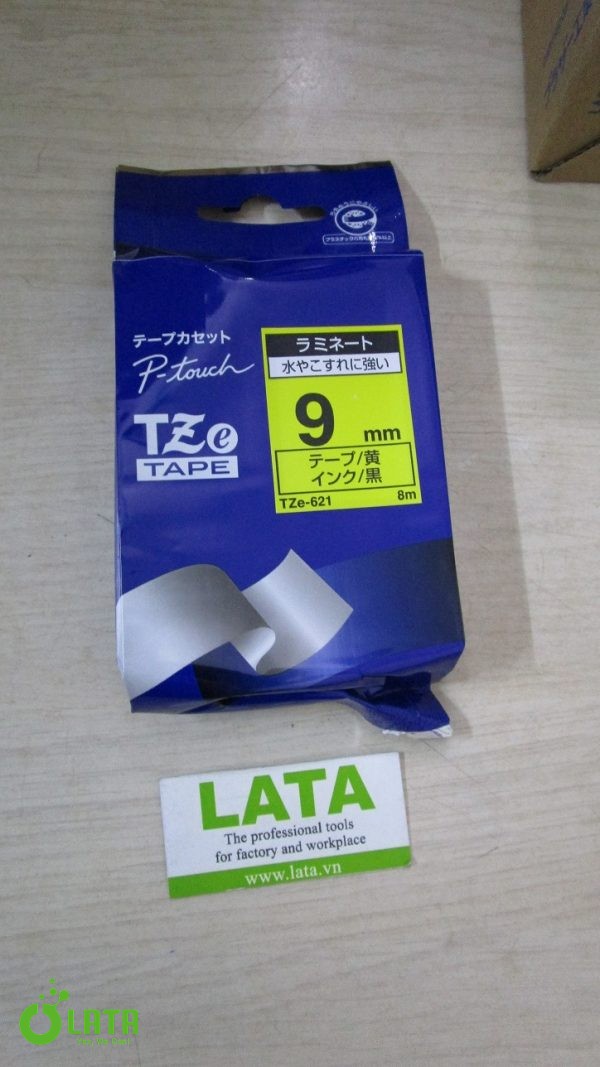 テープカセット
P-touch
TZe
TAPE
ラミネート
水やこすれに強い
9 mm
テープ/黄
インク/黒
TZe-621 8m
LATA
The professional tools
for factory and workplace
www.lata.vn
LATA